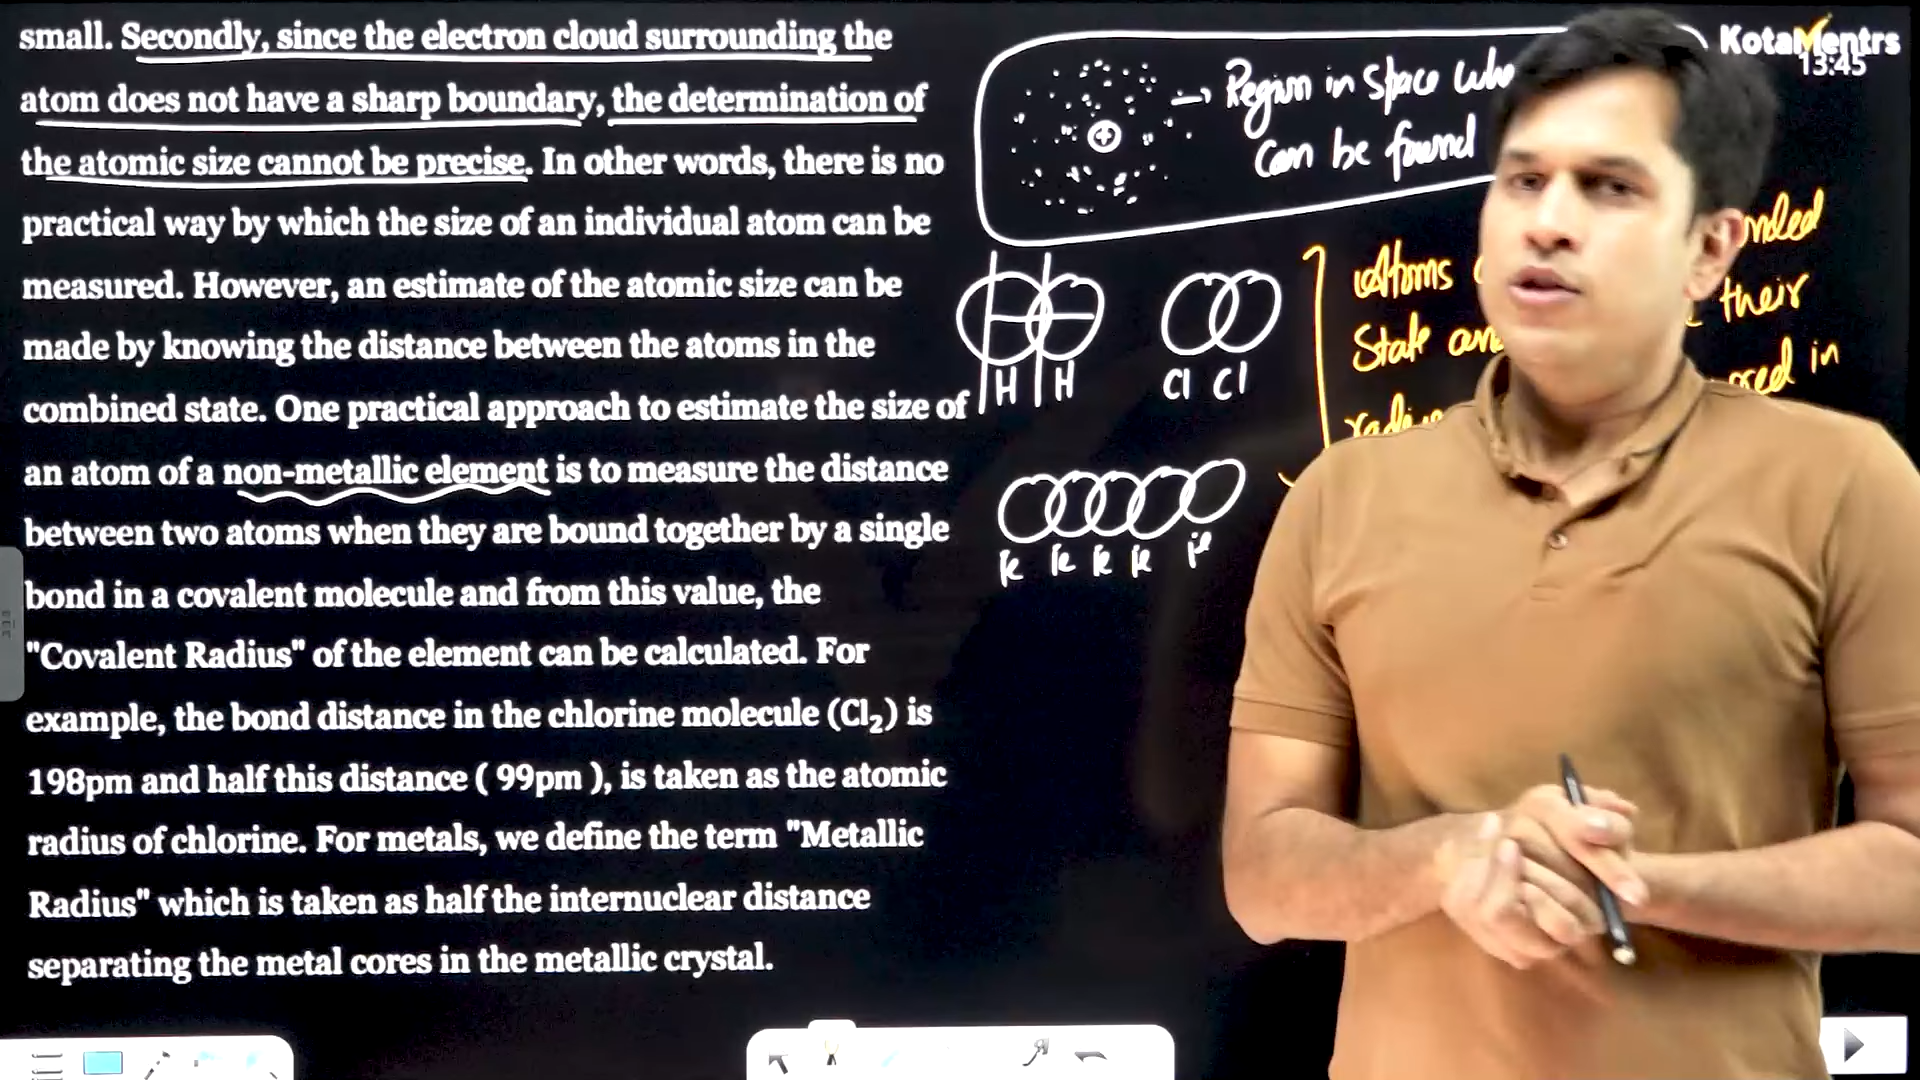 small. Secondly, since the electron cloud surrounding the
atom does not have a sharp boundary, the determination of
the atomic size cannot be precise. In other words, there is no
practical way by which the size of an individual atom can be
measured. However, an estimate of the atomic size can be
made by knowing the distance between the atoms in the
combined state. One practical approach to estimate the size of
an atom of a non-metallic element is to measure the distance
between two atoms when they are bound together by a single
bond in a covalent molecule and from this value, the
"Covalent Radius" of the element can be calculated. For
example, the bond distance in the chlorine molecule (Cl₂) is
198pm and half this distance ( 99pm ), is taken as the atomic
radius of chlorine. For metals, we define the term "Metallic
Radius" which is taken as half the internuclear distance
separating the metal cores in the metallic crystal.
KotaMentrs
13:45
+
Region in Space
Can be found
H H
Cl Cl
Atoms
State
their
in